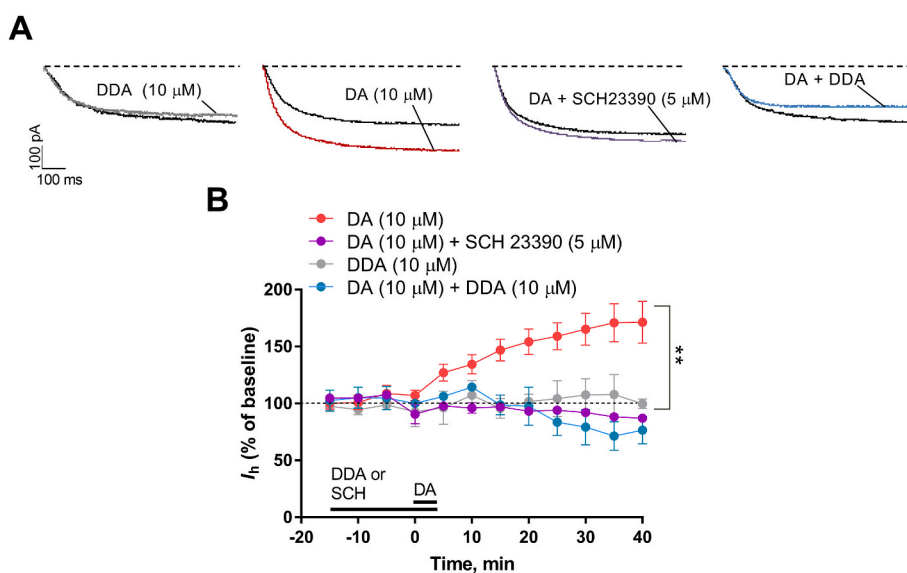 A
DDA (10 μM)
DA (10 μM)
DA + SCH23390 (5 μM)
DA + DDA
100 pA
100 ms
B
DA (10 μM)
DA (10 μM) + SCH 23390 (5 μM)
DDA (10 μM)
DA (10 μM) + DDA (10 μM)
Ih (% of baseline)
200
150
100
50
0
**
DDA or
SCH
DA
-20 -10 0 10 20 30 40
Time, min